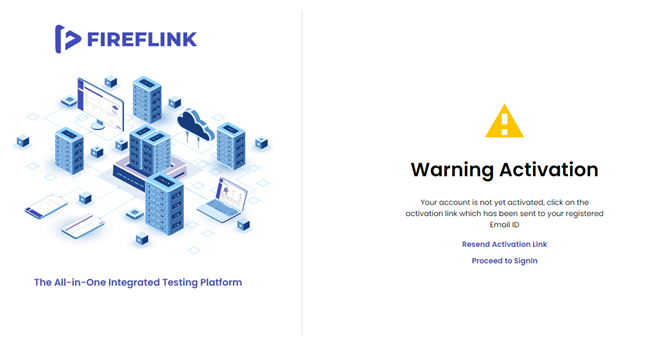 FIREFLINK
The All-in-One Integrated Testing Platform
Warning Activation
Your account is not yet activated, click on the
activation link which has been sent to your registered
Email ID
Resend Activation Link
Proceed to SignIn